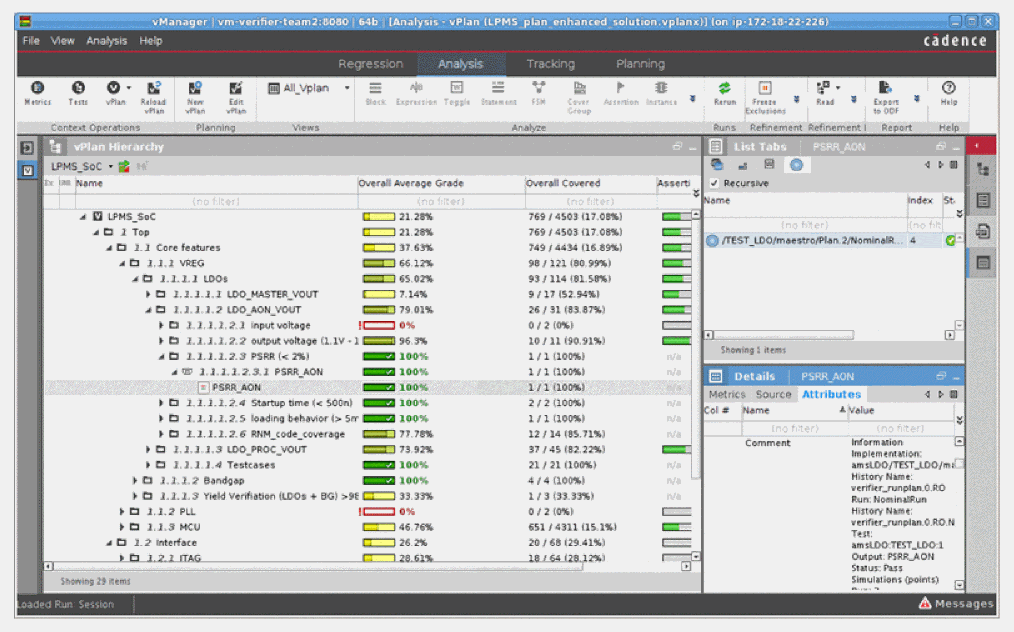 vManager | vm-verifier-team2:8080 | 64b | [Analysis - vPlan (LPMS_plan_enhanced_solution.vplanx)] (on ip-172-18-22-226)
File View Analysis Help
cādence
Regression Analysis Tracking Planning
Metrics Tests vPlan Reload vPlan New vPlan Edit vPlan All_Vplan Block Expression Toggle Statement FSM Cover Group Assertion Instance Rerun Freeze Exclusions Read Export to ODF Help
Context Operations Planning Views Analyze Runs Refinement Refinement Report Help
vPlan Hierarchy
LPMS_SoC
Ex Name Overall Average Grade Overall Covered Asserti
(no filter) (no filter) (no filter)
LPMS_SoC 21.28% 769 / 4503 (17.08%)
1 Top 21.28% 769 / 4503 (17.08%)
1.1 Core features 37.63% 749 / 4434 (16.89%)
1.1.1 VREG 66.12% 98 / 121 (80.99%)
1.1.1.1 LDOs 65.02% 93 / 114 (81.58%)
1.1.1.1.1 LDO_MASTER_VOUT 7.14% 9 / 17 (52.94%)
1.1.1.1.2 LDO_AON_VOUT 79.01% 26 / 31 (83.87%)
1.1.1.1.2.1 input voltage ! 0% 0 / 2 (0%)
1.1.1.1.2.2 output voltage (1.1V - 1 96.3% 10 / 11 (90.91%)
1.1.1.1.2.3 PSRR (< 2%) 100% 1 / 1 (100%) n/a
1.1.1.1.2.3.1 PSRR_AON 100% 1 / 1 (100%) n/a
PSRR_AON 100% 1 / 1 (100%) n/a
1.1.1.1.2.4 Startup time (< 500n) 100% 2 / 2 (100%) n/a
1.1.1.1.2.5 loading behavior (> 5m 100% 1 / 1 (100%) n/a
1.1.1.1.2.6 RNM_code_coverage 77.78% 12 / 14 (85.71%) n/a
1.1.1.1.3 LDO_PROC_VOUT 73.92% 37 / 45 (82.22%)
1.1.1.1.4 Testcases 100% 21 / 21 (100%) n/a
1.1.1.2 Bandgap 100% 4 / 4 (100%) n/a
1.1.1.3 Yield Verifiation (LDOs + BG) >98 33.33% 1 / 3 (33.33%) n/a
1.1.2 PLL ! 0% 0 / 2 (0%)
1.1.3 MCU 46.76% 651 / 4311 (15.1%)
1.2 Interface 26.2% 20 / 68 (29.41%)
1.2.1 JTAG 28.61% 18 / 64 (28.12%)
Showing 29 items
List Tabs PSRR_AON
Recursive
Name Index St
(no filter) (no filt
/TEST_LDO/maestro/Plan.2/NominalR... 4
Showing 1 items
Details PSRR_AON
Metrics Source Attributes
Col # Name Value
(no filter) (no filter)
Comment Information
Implementation:
amsLDO/TEST_LDO/ma
History Name:
verifier_runplan.0.RO
Run: NominalRun
History Name:
verifier_runplan.0.RO.N
Test:
amsLDO:TEST_LDO:1
Output: PSRR_AON
Status: Pass
Simulations (points)
Loaded Run Session
Messages